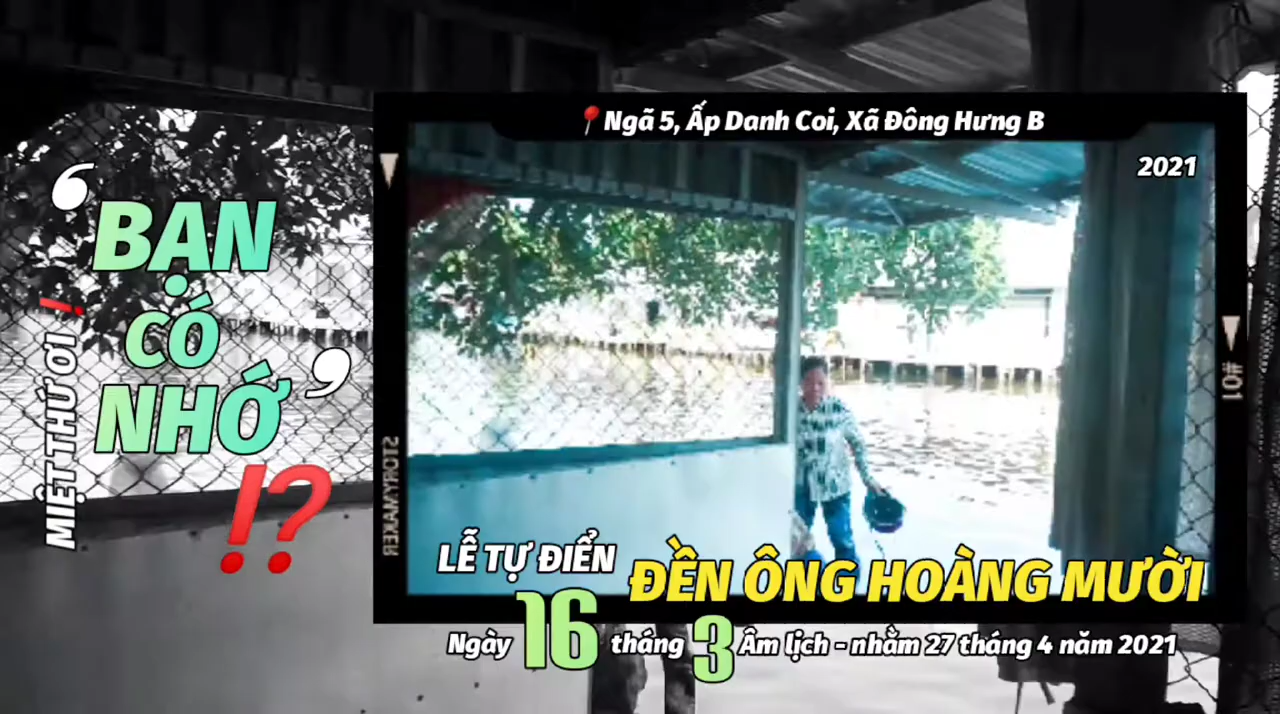 📍Ngã 5, Ấp Danh Coi, Xã Đông Hưng B
2021
‘BẠN
CÓ
NHỚ’
!?
MIỆT THỨ ƠI !
#01
STORYMAKER
LỄ TỰ ĐIỂN
ĐỀN ÔNG HOÀNG MƯỜI
Ngày 16 tháng 3 Âm lịch - nhằm 27 tháng 4 năm 2021